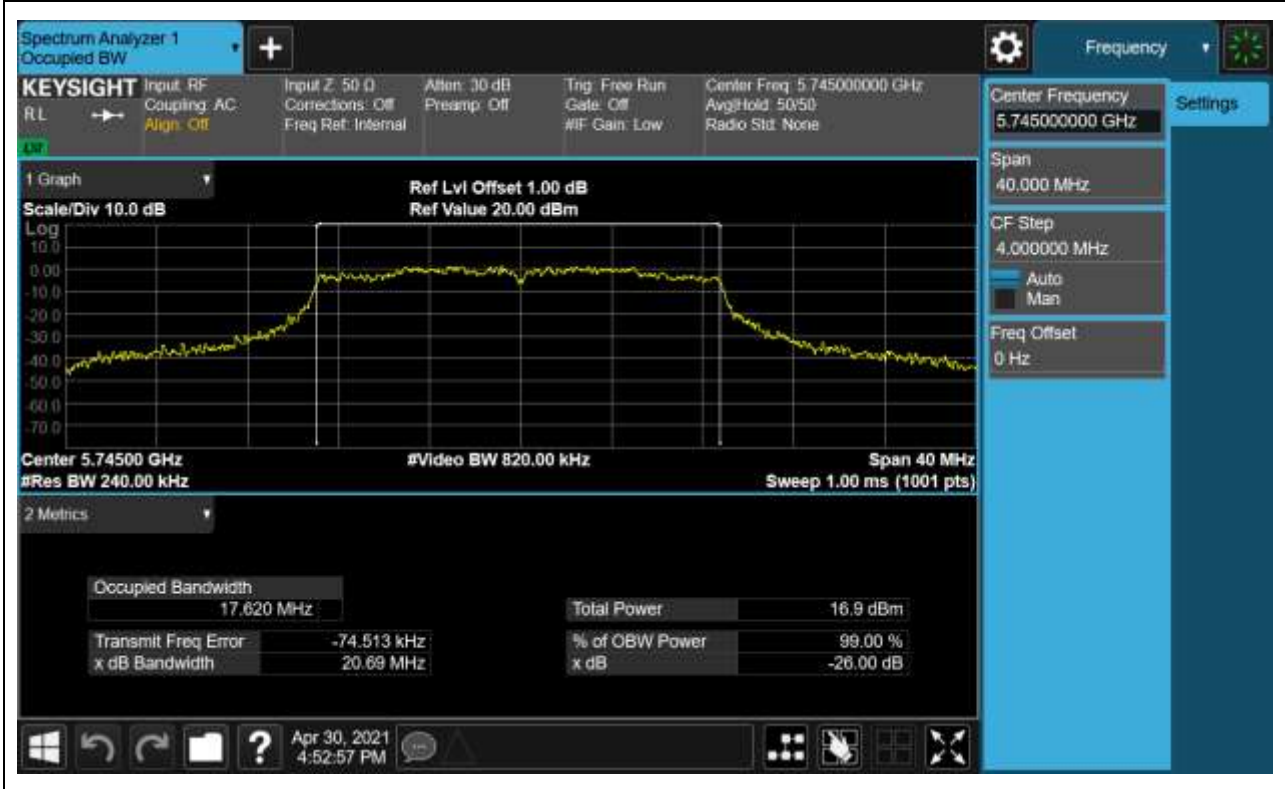 Spectrum Analyzer 1
Occupied BW
+
Frequency
KEYSIGHT
RL
Input: RF
Coupling: AC
Align: Off
Input Z: 50 Ω
Corrections: Off
Freq Ref: Internal
Atten: 30 dB
Preamp: Off
Trig: Free Run
Gate: Off
#IF Gain: Low
Center Freq: 5.745000000 GHz
Avg|Hold: 50/50
Radio Std: None
Center Frequency
5.745000000 GHz
Settings
Span
40.000 MHz
CF Step
4.000000 MHz
Auto
Man
Freq Offset
0 Hz
1 Graph
Ref Lvl Offset 1.00 dB
Scale/Div 10.0 dB
Ref Value 20.00 dBm
Log
10.0
0.00
-10.0
-20.0
-30.0
-40.0
-50.0
-60.0
-70.0
Center 5.74500 GHz
#Video BW 820.00 kHz
Span 40 MHz
#Res BW 240.00 kHz
Sweep 1.00 ms (1001 pts)
2 Metrics
Occupied Bandwidth
17.620 MHz
Total Power 16.9 dBm
Transmit Freq Error -74.513 kHz
% of OBW Power 99.00 %
x dB Bandwidth 20.69 MHz
x dB -26.00 dB
?
Apr 30, 2021
4:52:57 PM